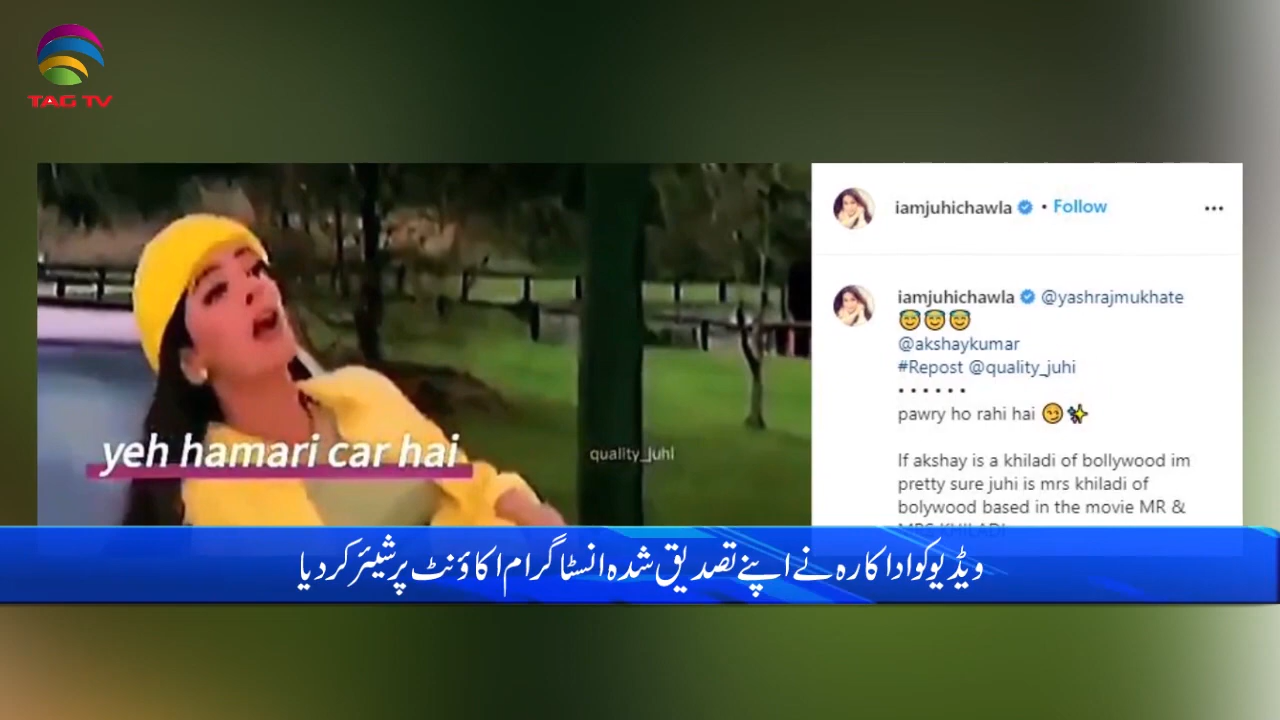 TAG TV
iamjuhichawla • Follow
iamjuhichawla @yashrajmukhate
😇😇😇
@akshaykumar
#Repost @quality_juhi
• • • • • •
pawry ho rahi hai 😏✨
If akshay is a khiladi of bollywood im
pretty sure juhi is mrs khiladi of
bolywood based in the movie MR &
MRS KHILADI
yeh hamari car hai
quality_juhi
ویڈیو کو اداکارہ نے اپنے تصدیق شدہ انسٹاگرام اکاؤنٹ پر شیئر کر دیا